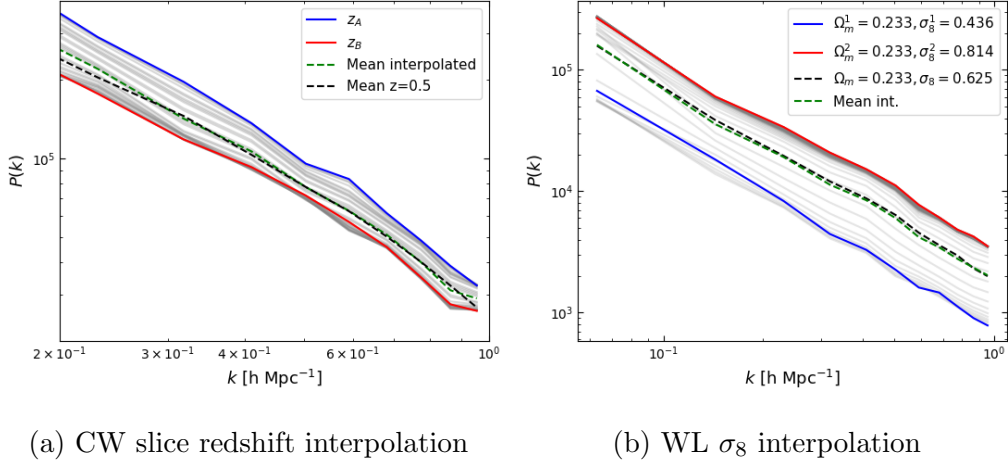 z_A
z_B
Mean interpolated
Mean z=0.5
P(k)
10^5
2 × 10^-1
3 × 10^-1
4 × 10^-1
6 × 10^-1
10^0
k [h Mpc^-1]
(a) CW slice redshift interpolation
Ω_m^1 = 0.233, σ_8^1 = 0.436
Ω_m^2 = 0.233, σ_8^2 = 0.814
Ω_m = 0.233, σ_8 = 0.625
Mean int.
P(k)
10^5
10^4
10^3
10^-1
10^0
k [h Mpc^-1]
(b) WL σ_8 interpolation